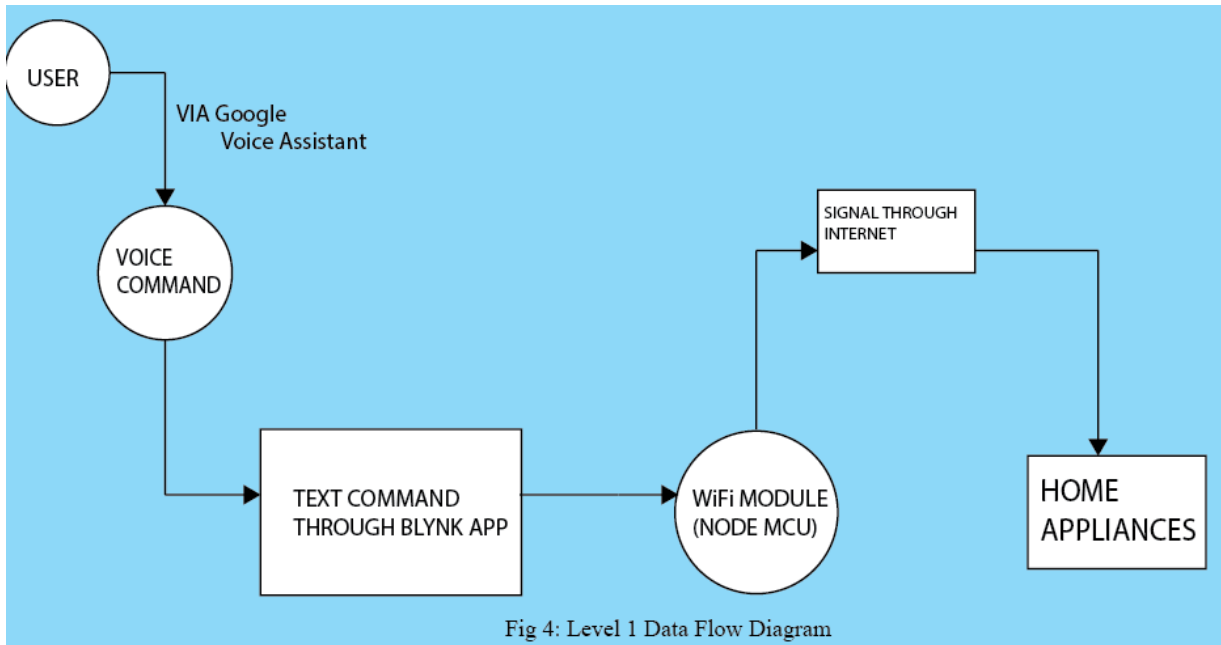 USER
VIA Google
Voice Assistant
VOICE
COMMAND
TEXT COMMAND
THROUGH BLYNK APP
WiFi MODULE
(NODE MCU)
SIGNAL THROUGH
INTERNET
HOME
APPLIANCES
Fig 4: Level 1 Data Flow Diagram